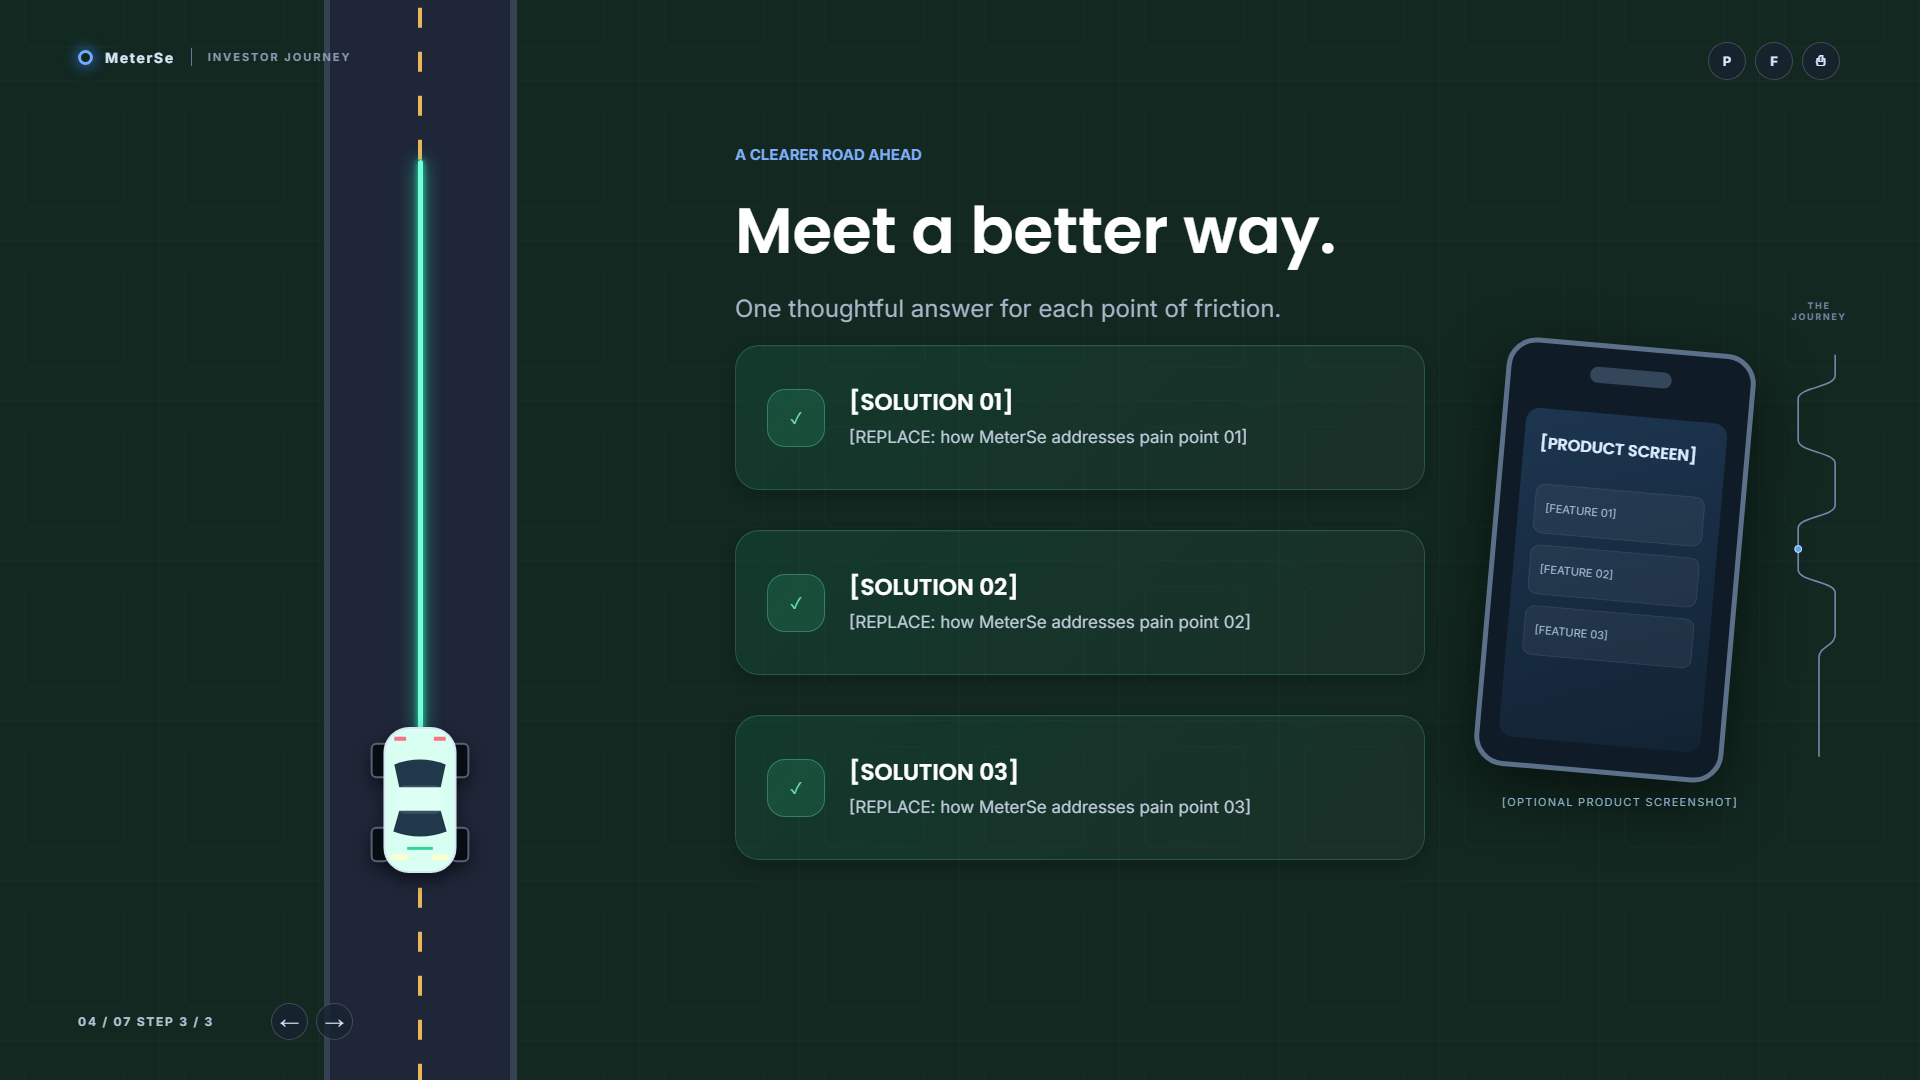 MeterSe
INVESTOR JOURNEY
P
F
A CLEARER ROAD AHEAD
Meet a better way.
One thoughtful answer for each point of friction.
✓
[SOLUTION 01]
[REPLACE: how MeterSe addresses pain point 01]
✓
[SOLUTION 02]
[REPLACE: how MeterSe addresses pain point 02]
✓
[SOLUTION 03]
[REPLACE: how MeterSe addresses pain point 03]
[PRODUCT SCREEN]
[FEATURE 01]
[FEATURE 02]
[FEATURE 03]
[OPTIONAL PRODUCT SCREENSHOT]
THE
JOURNEY
04 / 07 STEP 3 / 3
← →